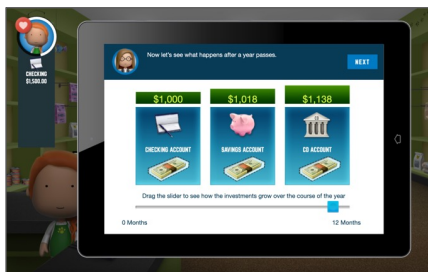 CHECKING
$1,500.00
Now let's see what happens after a year passes.
NEXT
$1,000
$1,018
$1,138
CHECKING ACCOUNT
SAVINGS ACCOUNT
CD ACCOUNT
Drag the slider to see how the investments grow over the course of the year
0 Months
12 Months